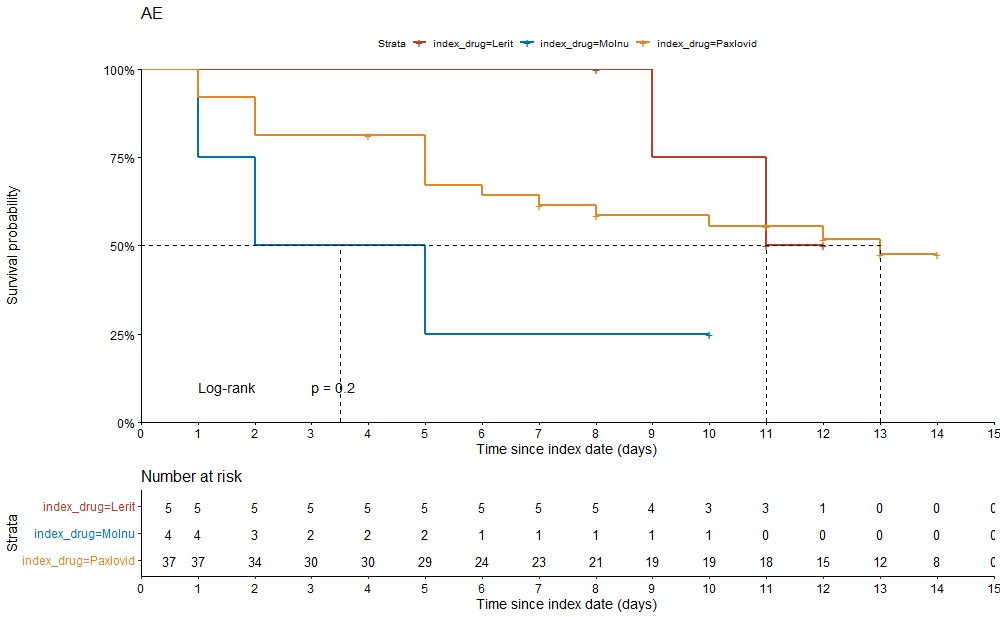 AE
Strata index_drug=Lerit index_drug=Molnu index_drug=Paxlovid
100%
75%
50%
25%
0%
Survival probability
Log-rank p = 0.2
0 1 2 3 4 5 6 7 8 9 10 11 12 13 14 15
Time since index date (days)
Number at risk
Strata
index_drug=Lerit 5 5 5 5 5 5 5 5 5 4 3 3 1 0 0 0
index_drug=Molnu 4 4 3 2 2 2 1 1 1 1 1 0 0 0 0 0
index_drug=Paxlovid 37 37 34 30 30 29 24 23 21 19 19 18 15 12 8 0
0 1 2 3 4 5 6 7 8 9 10 11 12 13 14 15
Time since index date (days)